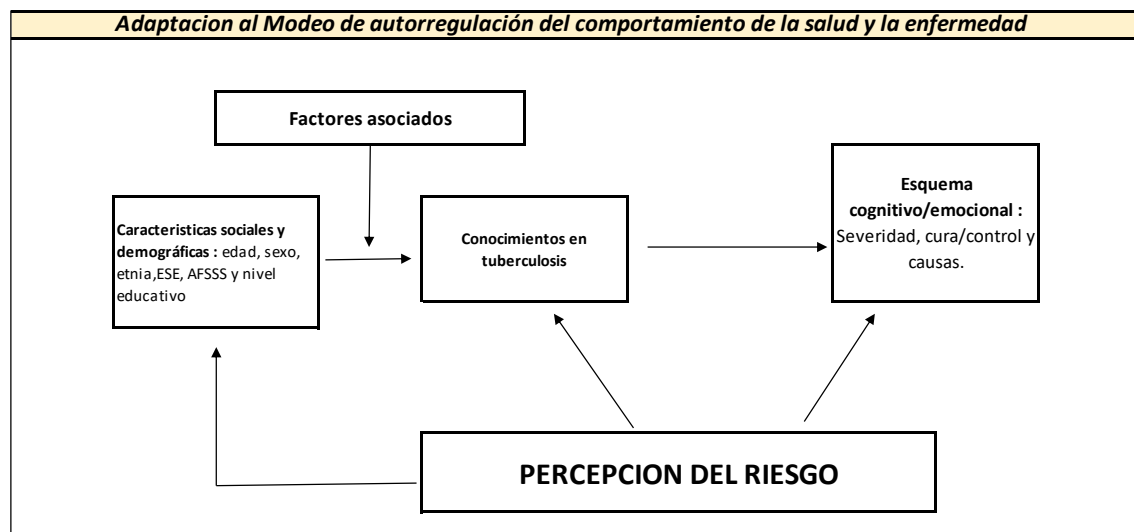 Adaptacion al Modeo de autorregulación del comportamiento de la salud y la enfermedad
Factores asociados
Caracteristicas sociales y
demográficas : edad, sexo,
etnia,ESE, AFSSS y nivel
educativo
Conocimientos en
tuberculosis
Esquema
cognitivo/emocional :
Severidad, cura/control y
causas.
PERCEPCION DEL RIESGO